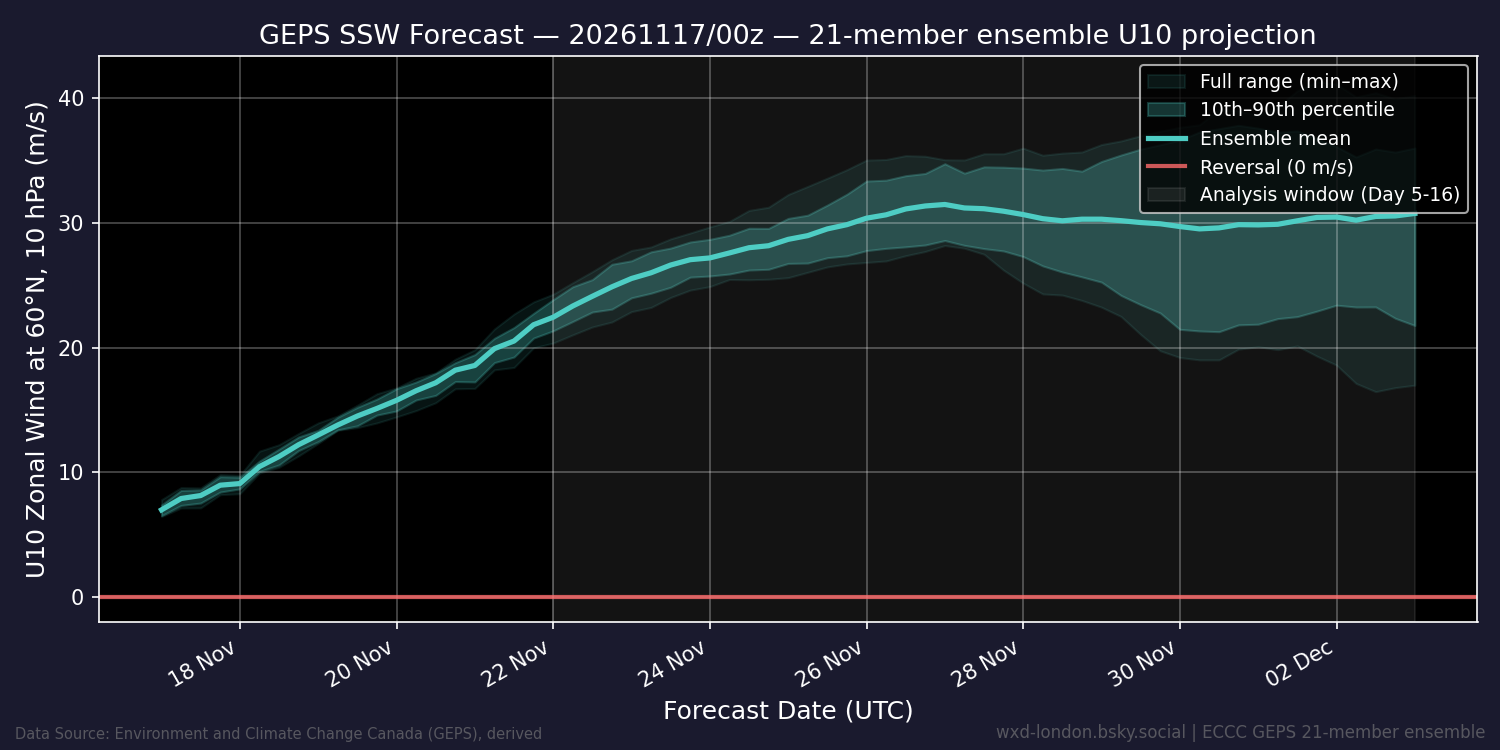 GEPS SSW Forecast — 20261117/00z — 21-member ensemble U10 projection
U10 Zonal Wind at 60°N, 10 hPa (m/s)
40
30
20
10
0
Full range (min–max)
10th–90th percentile
Ensemble mean
Reversal (0 m/s)
Analysis window (Day 5-16)
18 Nov
20 Nov
22 Nov
24 Nov
26 Nov
28 Nov
30 Nov
02 Dec
Forecast Date (UTC)
Data Source: Environment and Climate Change Canada (GEPS), derived
wxd-london.bsky.social | ECCC GEPS 21-member ensemble